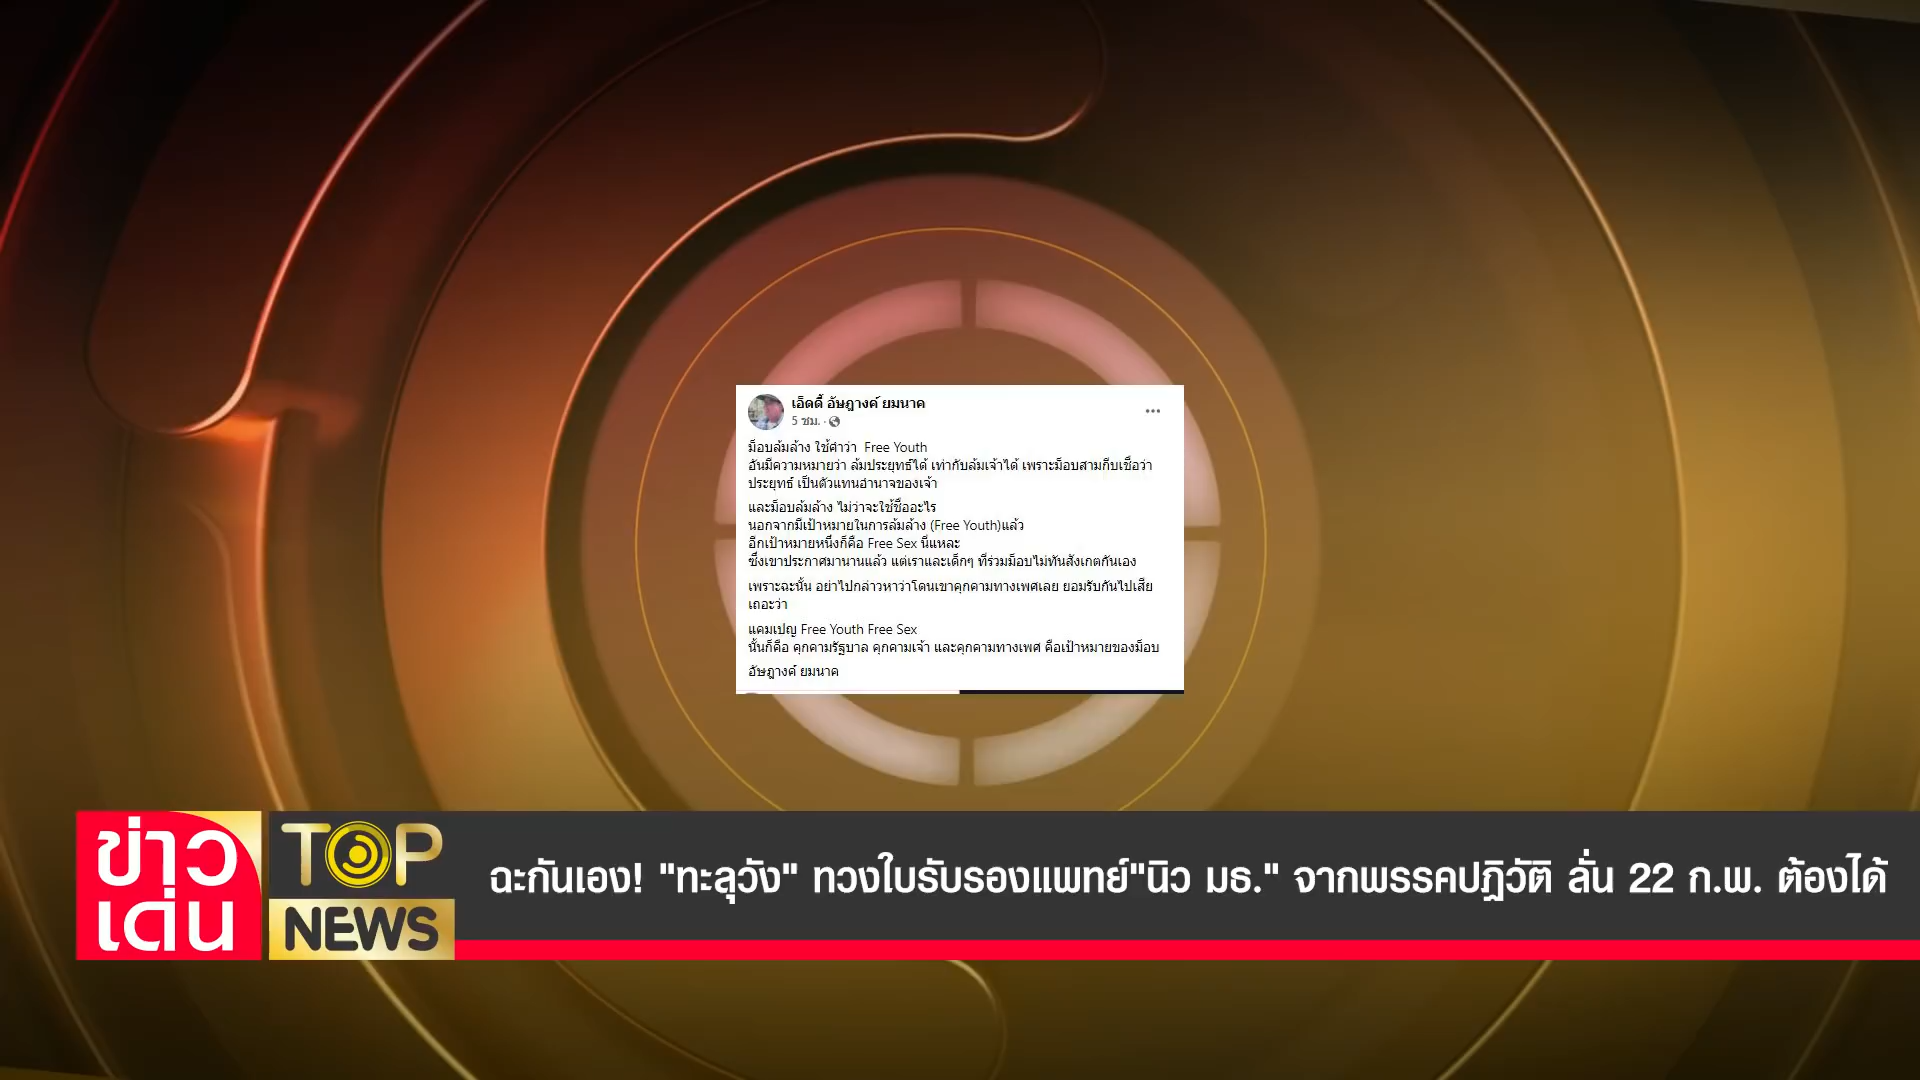 เอ็ดดี้ อัษฎางค์ ยมนาค
5 ชม. ·
ม็อบล้มล้าง ใช้คำว่า Free Youth
อันมีความหมายว่า ล้มประยุทธ์ได้ เท่ากับล้มเจ้าได้ เพราะม็อบสามกีบเชื่อว่า
ประยุทธ์ เป็นตัวแทนอำนาจของเจ้า
และม็อบล้มล้าง ไม่ว่าจะใช้ชื่ออะไร
นอกจากมีเป้าหมายในการล้มล้าง (Free Youth)แล้ว
อีกเป้าหมายหนึ่งก็คือ Free Sex นี่แหละ
ซึ่งเขาประกาศมานานแล้ว แต่เราและเด็กๆ ที่ร่วมม็อบไม่ทันสังเกตกันเอง
เพราะฉะนั้น อย่าไปกล่าวหาว่าโดนเขาคุกคามทางเพศเลย ยอมรับกันไปเสีย
เถอะว่า
แคมเปญ Free Youth Free Sex
นั้นก็คือ คุกคามรัฐบาล คุกคามเจ้า และคุกคามทางเพศ คือเป้าหมายของม็อบ
อัษฎางค์ ยมนาค
ข่าว
เด่น
TOP
NEWS
ฉะกันเอง! "ทะลุวัง" ทวงใบรับรองแพทย์"นิว มธ." จากพรรคปฏิวัติ ลั่น 22 ก.พ. ต้องได้